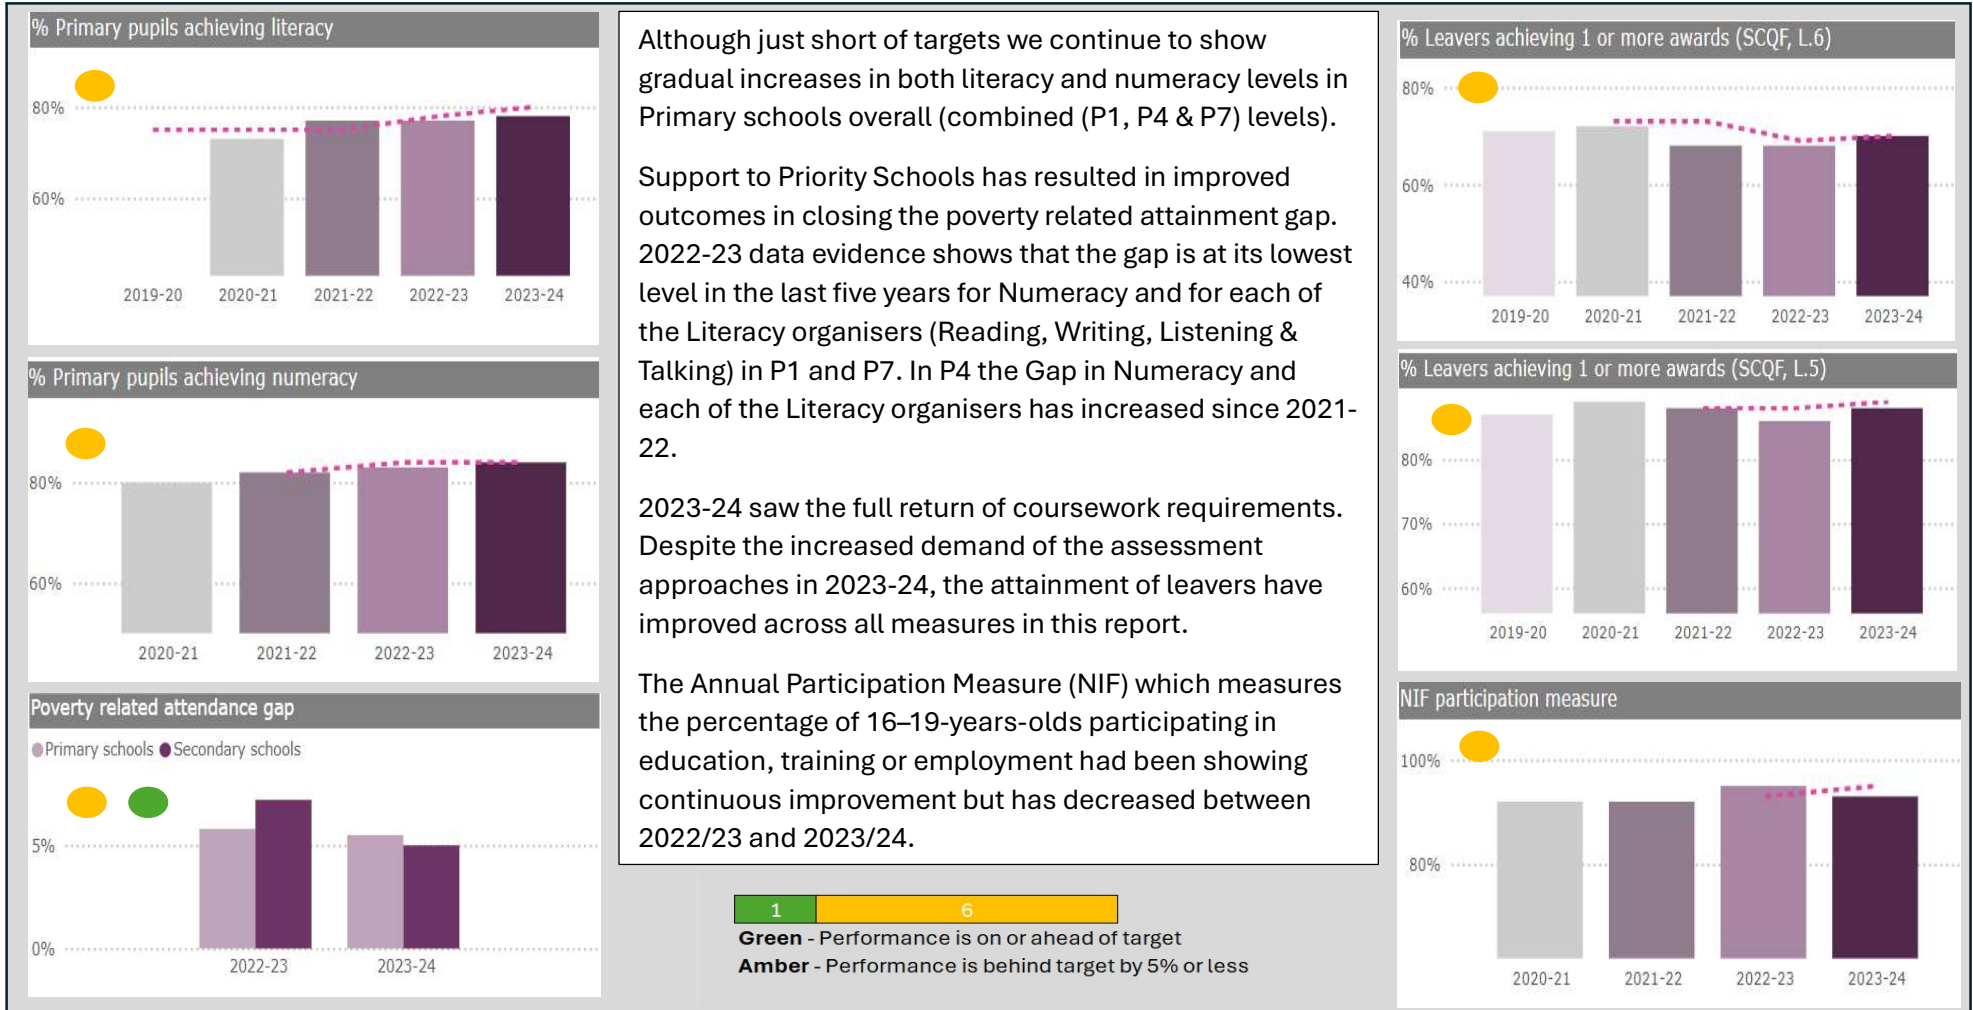 % Primary pupils achieving literacy
80%
60%
2019-20 2020-21 2021-22 2022-23 2023-24
% Primary pupils achieving numeracy
80%
60%
2020-21 2021-22 2022-23 2023-24
Poverty related attendance gap
Primary schools Secondary schools
5%
0%
2022-23 2023-24
Although just short of targets we continue to show
gradual increases in both literacy and numeracy levels in
Primary schools overall (combined (P1, P4 & P7) levels).
Support to Priority Schools has resulted in improved
outcomes in closing the poverty related attainment gap.
2022-23 data evidence shows that the gap is at its lowest
level in the last five years for Numeracy and for each of
the Literacy organisers (Reading, Writing, Listening &
Talking) in P1 and P7. In P4 the Gap in Numeracy and
each of the Literacy organisers has increased since 2021-
22.
2023-24 saw the full return of coursework requirements.
Despite the increased demand of the assessment
approaches in 2023-24, the attainment of leavers have
improved across all measures in this report.
The Annual Participation Measure (NIF) which measures
the percentage of 16–19-years-olds participating in
education, training or employment had been showing
continuous improvement but has decreased between
2022/23 and 2023/24.
1 6
Green - Performance is on or ahead of target
Amber - Performance is behind target by 5% or less
% Leavers achieving 1 or more awards (SCQF, L.6)
80%
60%
40%
2019-20 2020-21 2021-22 2022-23 2023-24
% Leavers achieving 1 or more awards (SCQF, L.5)
80%
70%
60%
2019-20 2020-21 2021-22 2022-23 2023-24
NIF participation measure
100%
80%
2020-21 2021-22 2022-23 2023-24